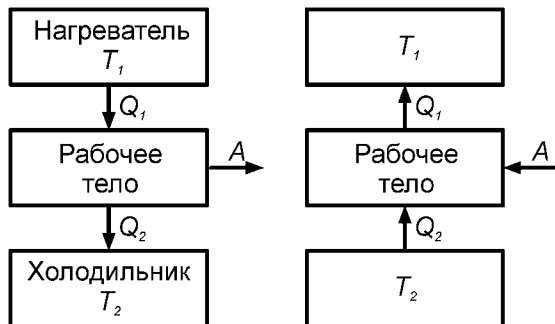 Нагреватель
T₁
Q₁
Рабочее
тело
A
Q₂
Холодильник
T₂
T₁
Q₁
Рабочее
тело
A
Q₂
T₂